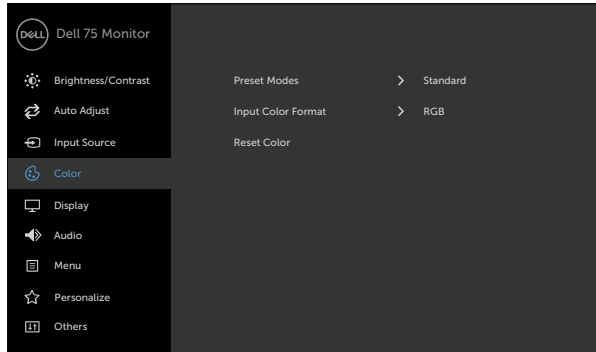 DELL Dell 75 Monitor
Brightness/Contrast
Auto Adjust
Input Source
Color
Display
Audio
Menu
Personalize
Others
Preset Modes > Standard
Input Color Format > RGB
Reset Color